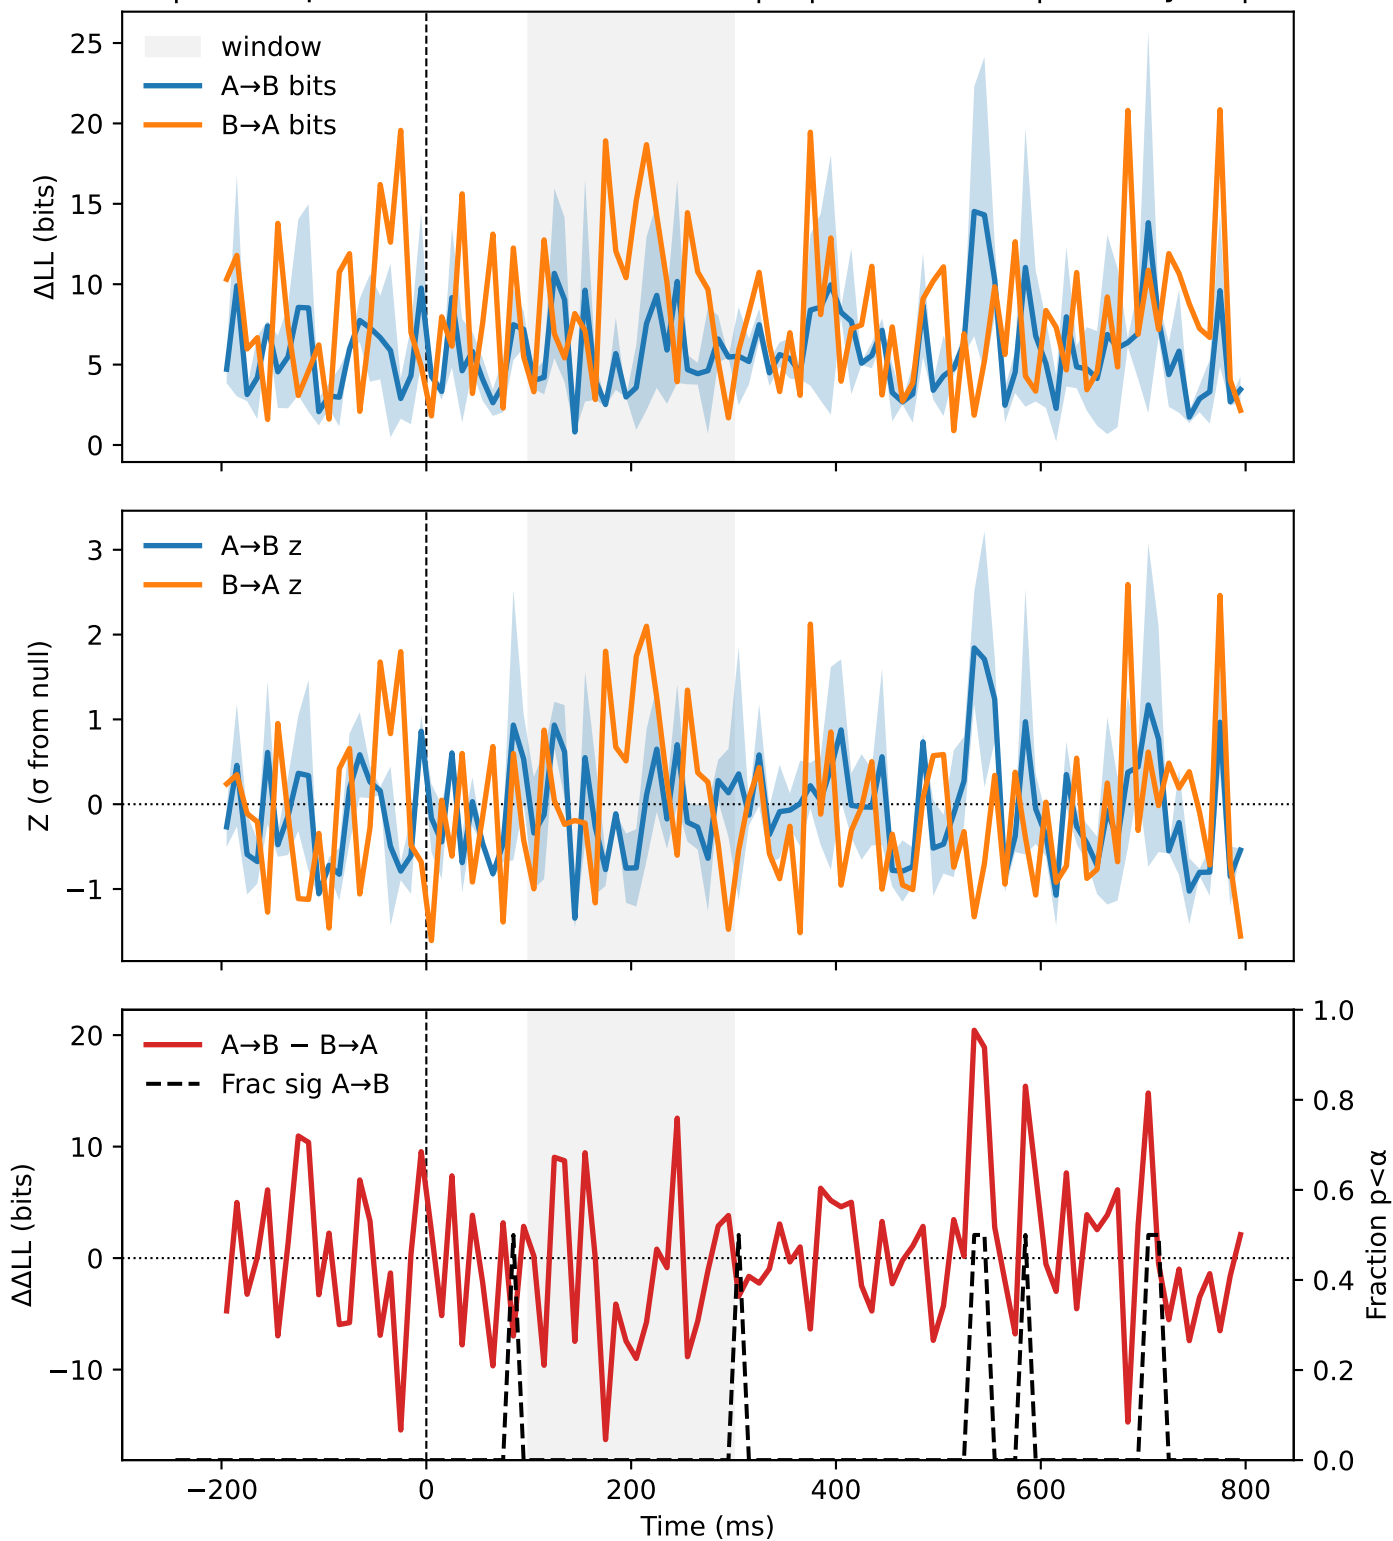 25
20
15
10
5
0
ΔLL (bits)
window
A→B bits
B→A bits
3
2
1
0
−1
Z (σ from null)
A→B z
B→A z
20
10
0
−10
ΔΔLL (bits)
A→B − B→A
Frac sig A→B
1.0
0.8
0.6
0.4
0.2
0.0
Fraction p<α
−200 0 200 400 600 800
Time (ms)